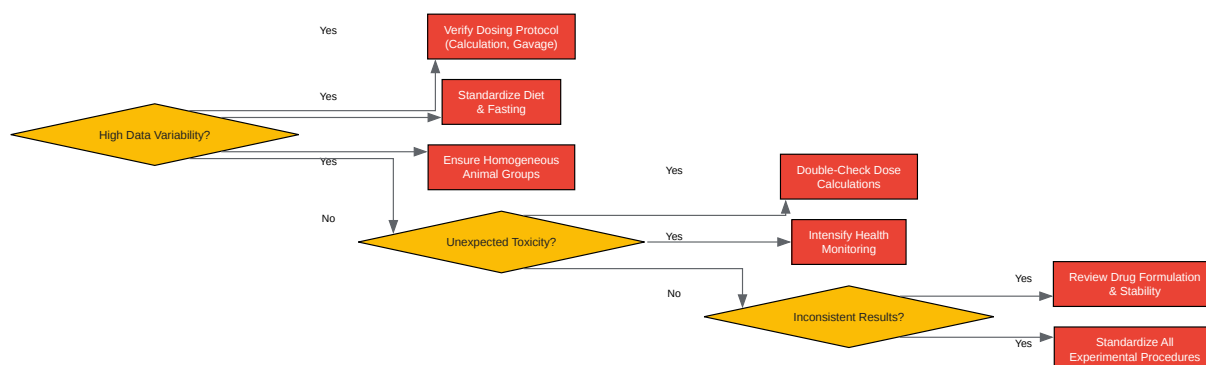 Yes
Verify Dosing Protocol
(Calculation, Gavage)
Yes
Standardize Diet
& Fasting
High Data Variability?
Yes
Ensure Homogeneous
Animal Groups
No
Yes
Double-Check Dose
Calculations
Unexpected Toxicity?
Yes
Intensify Health
Monitoring
No
Yes
Review Drug Formulation
& Stability
Inconsistent Results?
Yes
Standardize All
Experimental Procedures